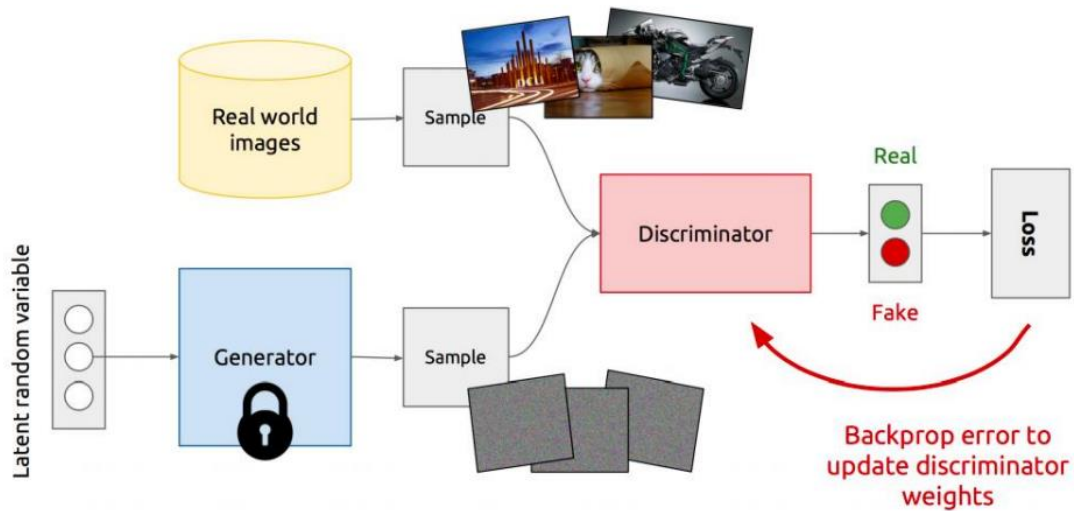 Real world
images
Sample
Real
Discriminator
Loss
Fake
Latent random variable
Generator
Sample
Backprop error to
update discriminator
weights